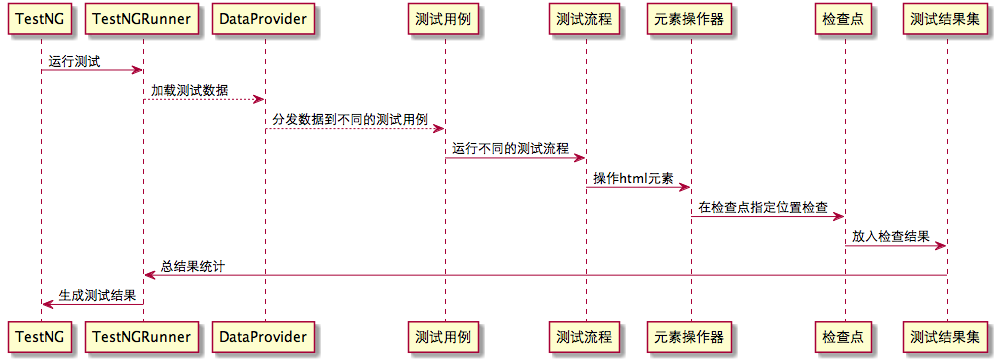 TestNG TestNGRunner DataProvider 测试用例 测试流程 元素操作器 检查点 测试结果集
运行测试
加载测试数据
分发数据到不同的测试用例
运行不同的测试流程
操作html元素
在检查点指定位置检查
放入检查结果
总结果统计
生成测试结果
TestNG TestNGRunner DataProvider 测试用例 测试流程 元素操作器 检查点 测试结果集